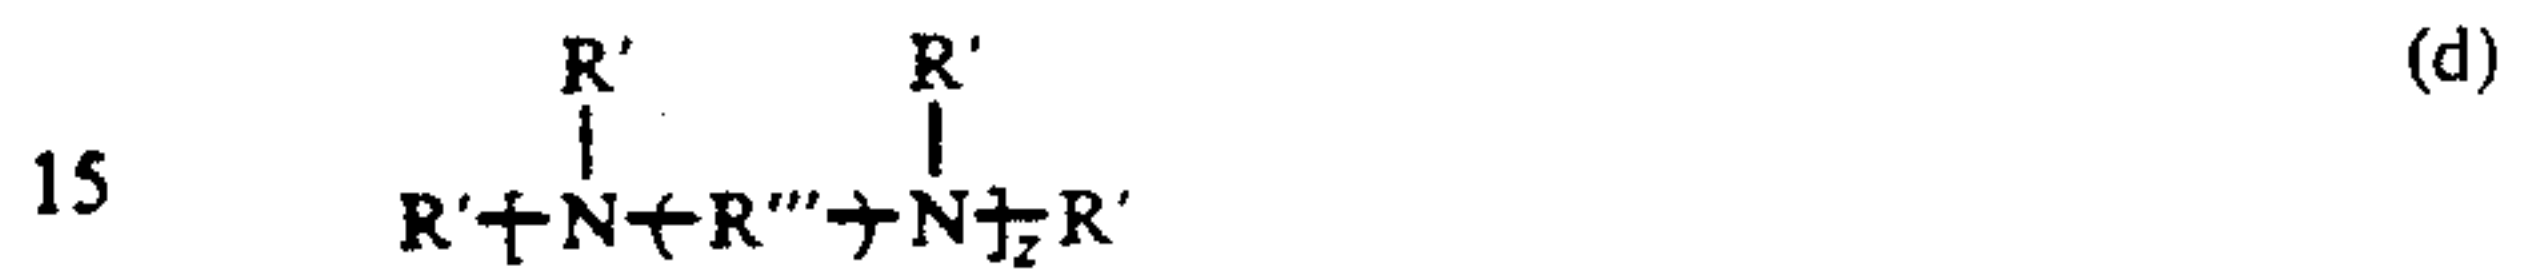 R′ R′ (d)
15 R′-[-N-(-R‴-)-N-]-z R′